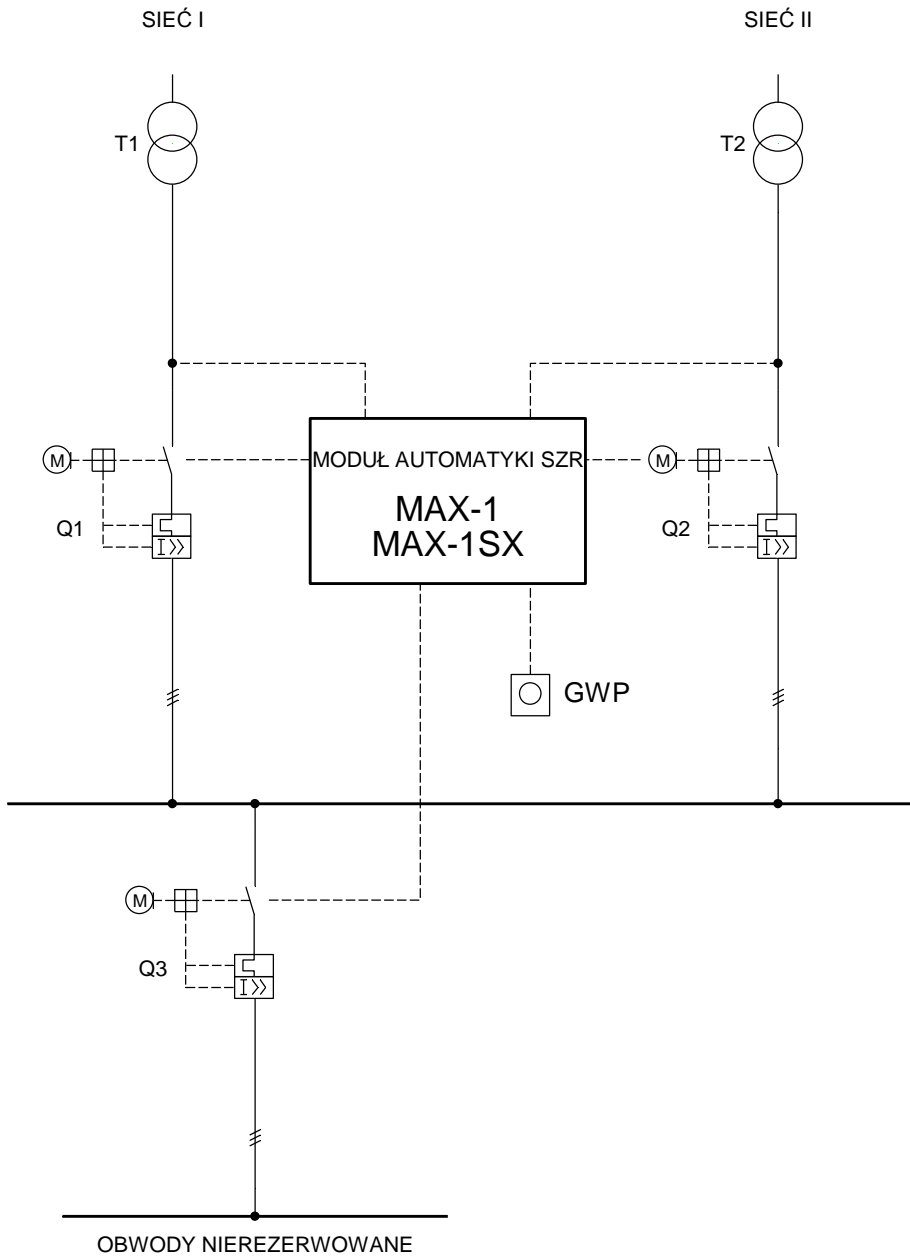 SIEĆ I
SIEĆ II
T1
T2
M
MODUŁ AUTOMATYKI SZR
M
MAX-1
MAX-1SX
Q1
I >>
Q2
I >>
GWP
M
Q3
I >>
OBWODY NIEREZERWOWANE